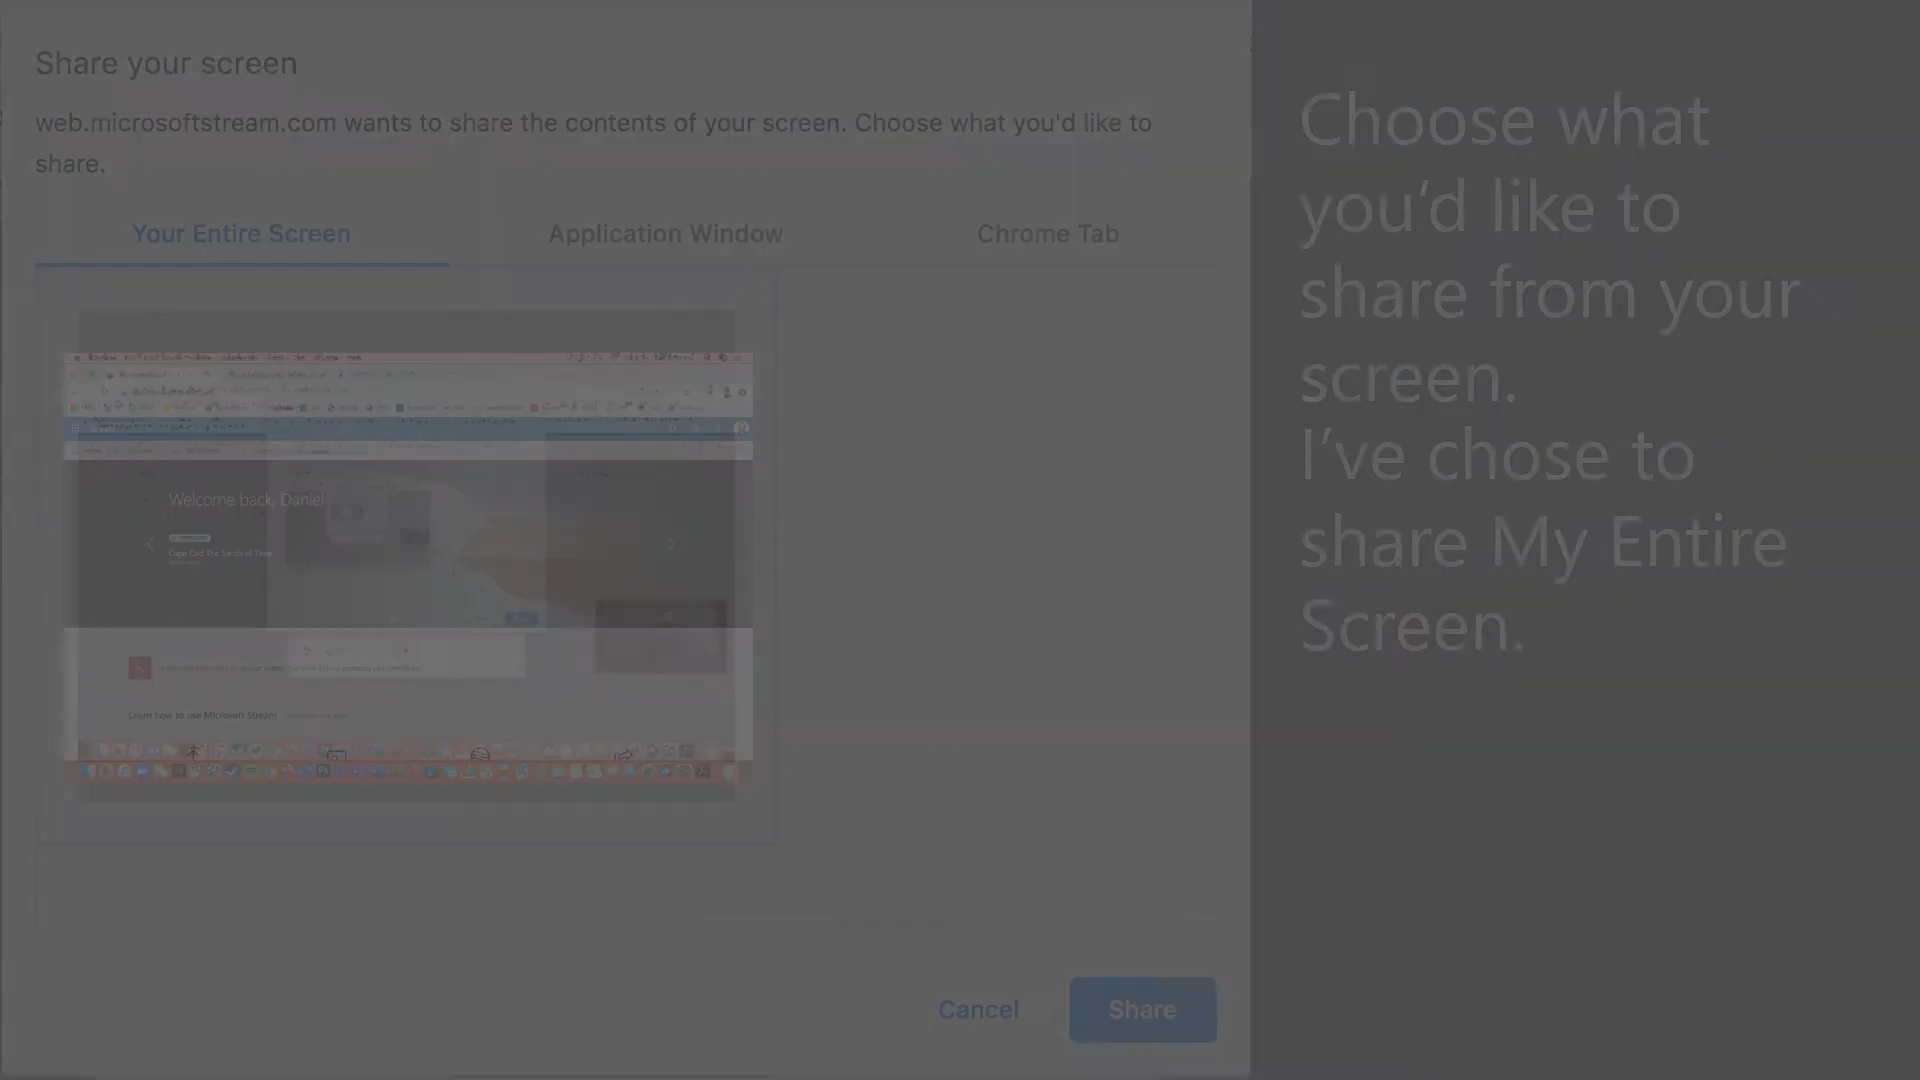 Share your screen
web.microsoftstream.com wants to share the contents of your screen. Choose what you'd like to
share.
Your Entire Screen
Application Window
Chrome Tab
Welcome back, Daniel
Learn how to use Microsoft Stream
Cancel
Share
Choose what
you‘d like to
share from your
screen.
I’ve chose to
share My Entire
Screen.